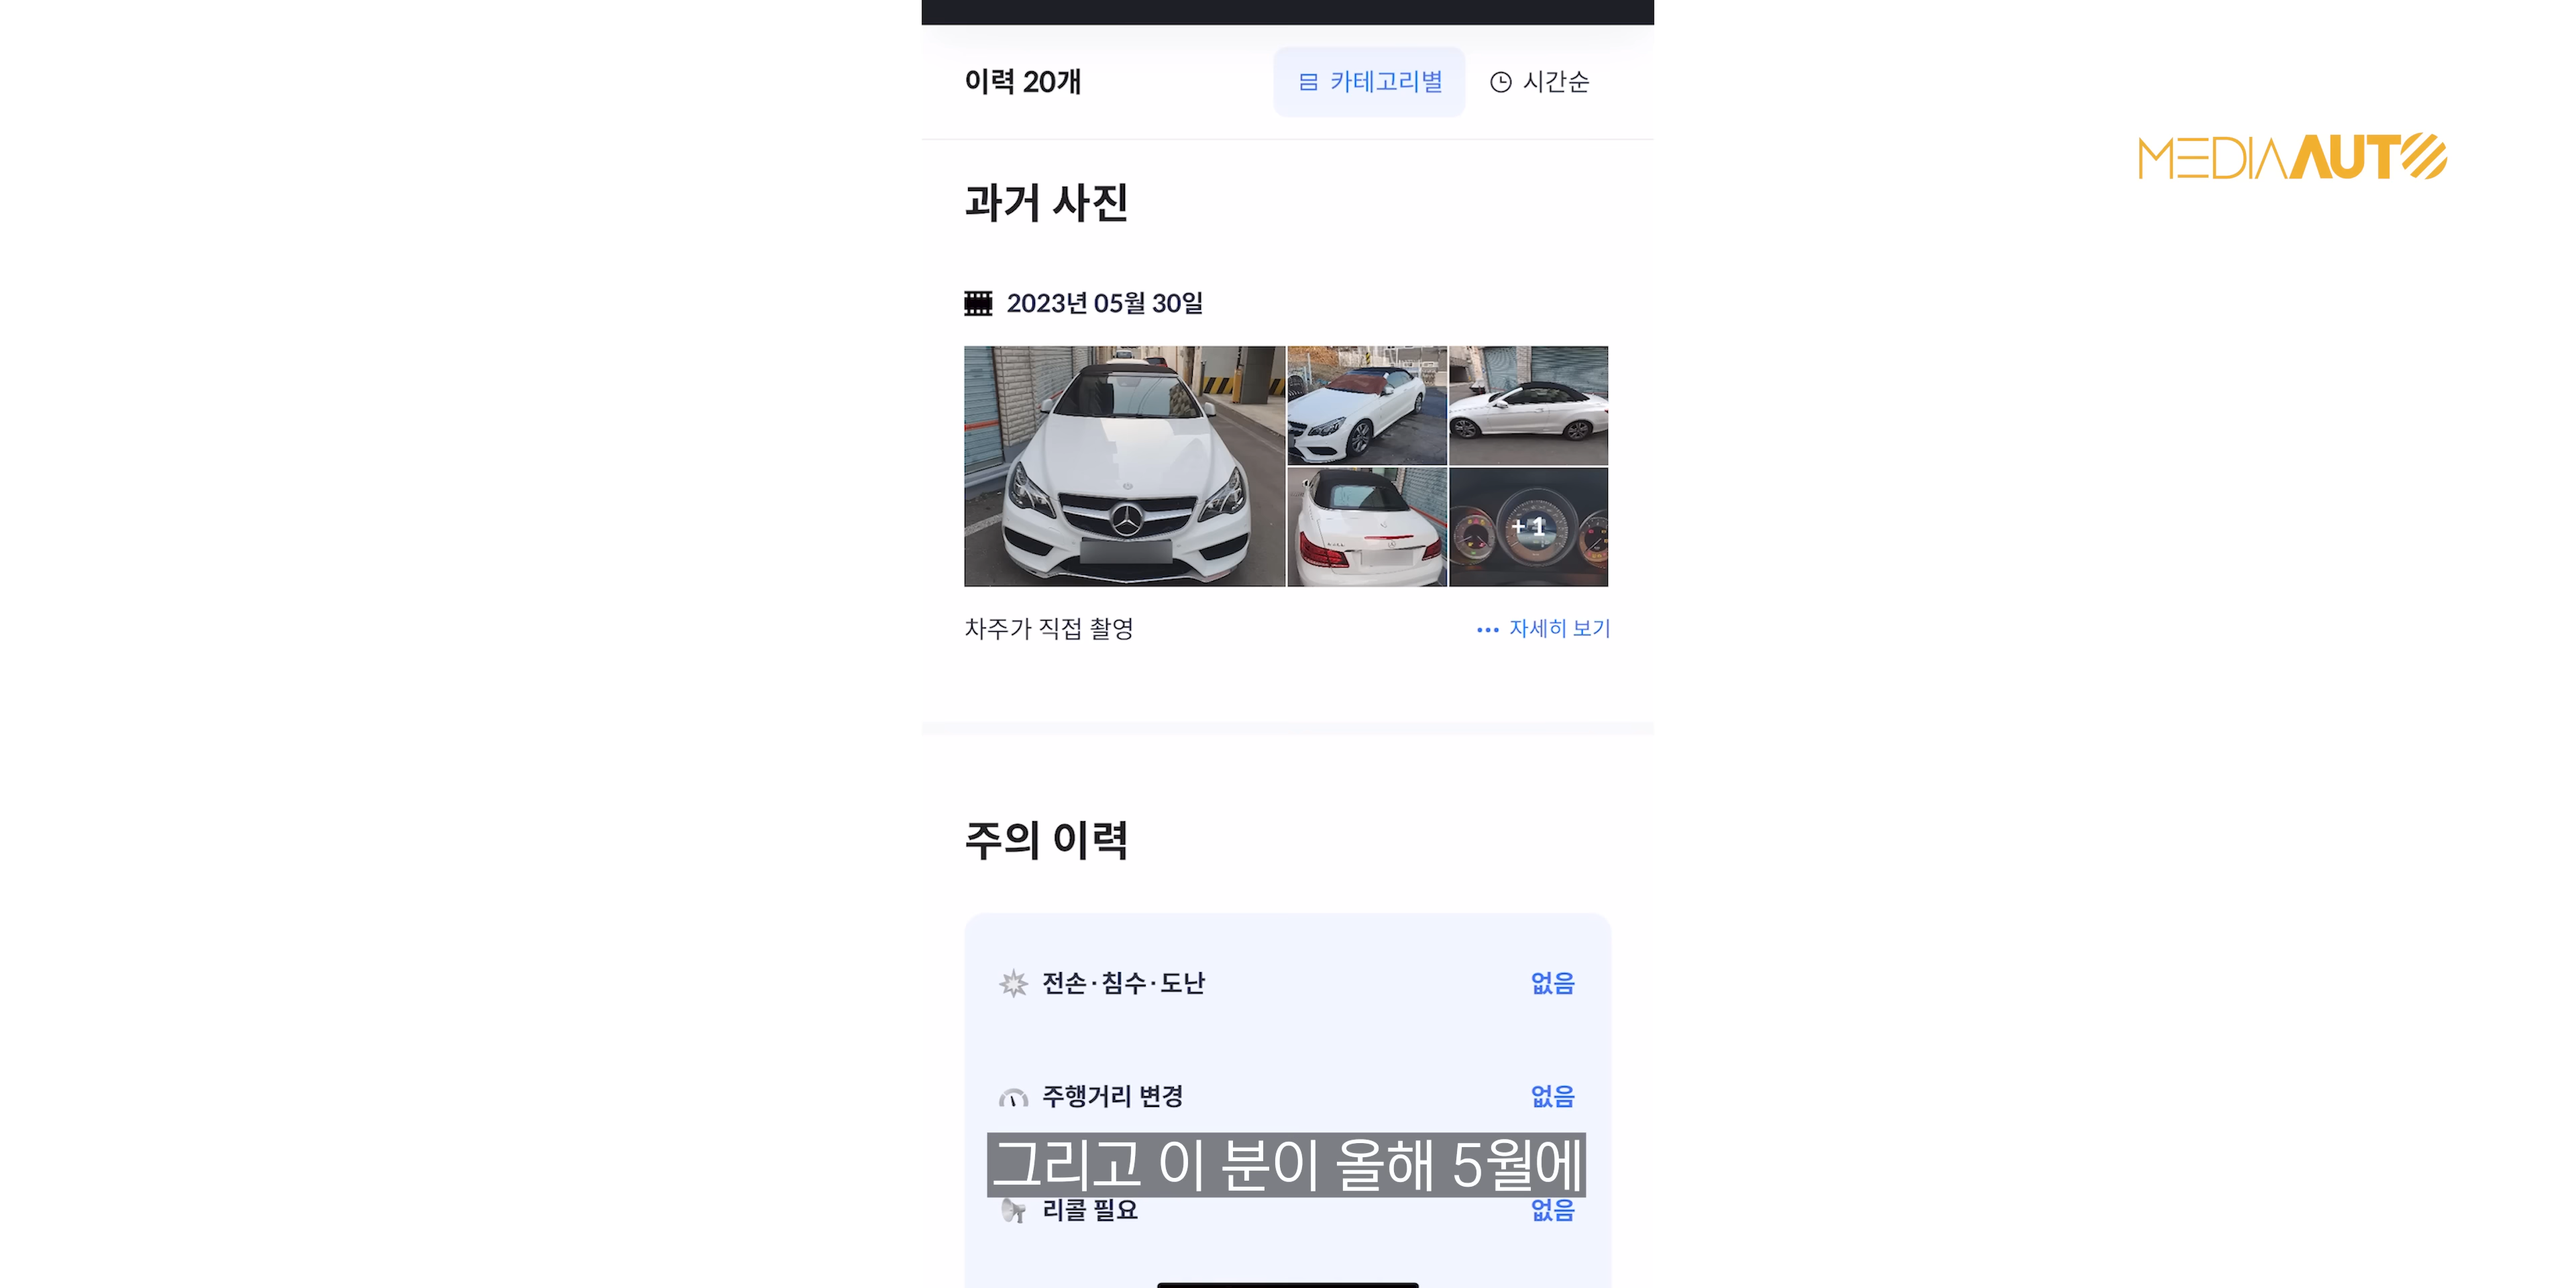 이력 20개
카테고리별
시간순
MEDIAAUTO
과거 사진
2023년 05월 30일
+ 1
차주가 직접 촬영
••• 자세히 보기
주의 이력
전손·침수·도난
없음
주행거리 변경
없음
그리고 이 분이 올해 5월에
리콜 필요
없음